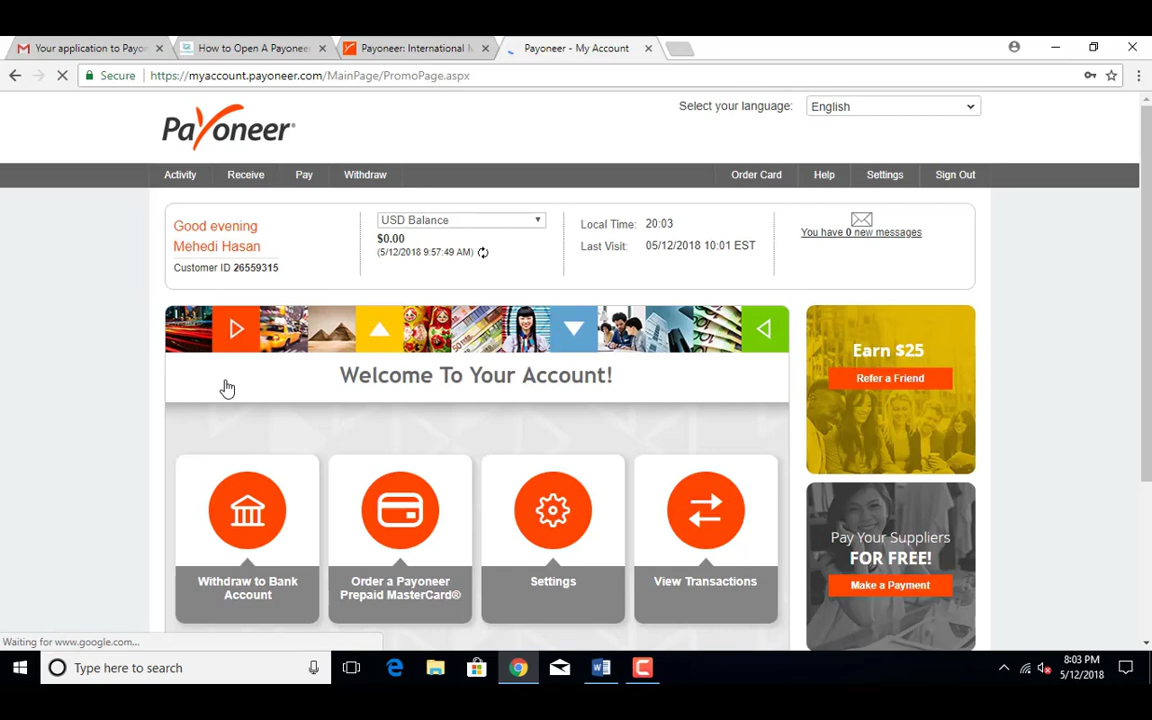 Your application to Payon
How to Open A Payoneer
Payoneer: International M
Payoneer - My Account
Secure
https://myaccount.payoneer.com/MainPage/PromoPage.aspx
Payoneer
Select your language:
English
Activity
Receive
Pay
Withdraw
Order Card
Help
Settings
Sign Out
Good evening
Mehedi Hasan
Customer ID 26559315
USD Balance
$0.00
(5/12/2018 9:57:49 AM)
Local Time: 20:03
Last Visit: 05/12/2018 10:01 EST
You have 0 new messages
Welcome To Your Account!
Earn $25
Refer a Friend
Withdraw to Bank
Account
Order a Payoneer
Prepaid MasterCard®
Settings
View Transactions
Pay Your Suppliers
FOR FREE!
Make a Payment
Waiting for www.google.com...
Type here to search
8:03 PM
5/12/2018